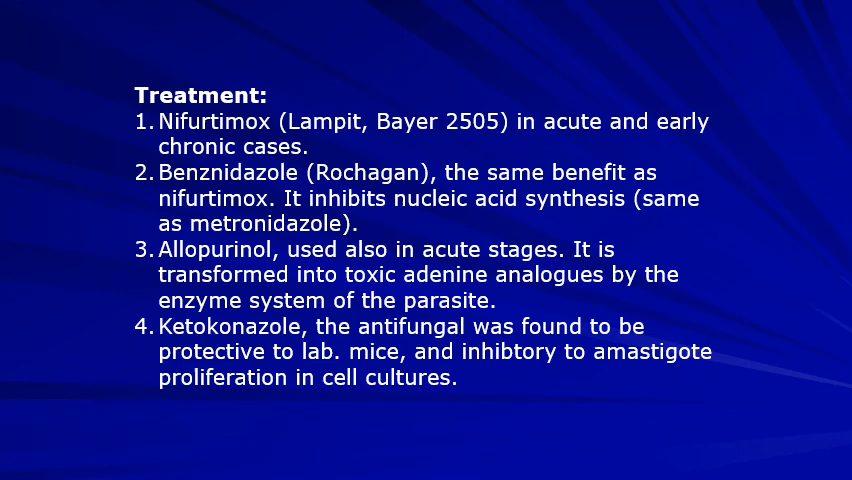 Treatment:
1. Nifurtimox (Lampit, Bayer 2505) in acute and early
chronic cases.
2. Benznidazole (Rochagan), the same benefit as
nifurtimox. It inhibits nucleic acid synthesis (same
as metronidazole).
3. Allopurinol, used also in acute stages. It is
transformed into toxic adenine analogues by the
enzyme system of the parasite.
4. Ketokonazole, the antifungal was found to be
protective to lab. mice, and inhibtory to amastigote
proliferation in cell cultures.